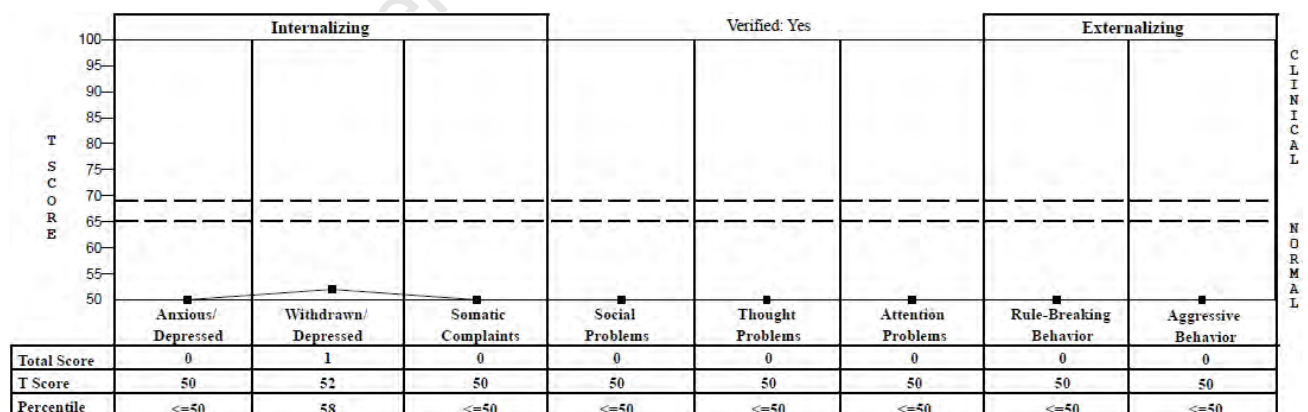 Internalizing Verified: Yes Externalizing
100
95
90
85
80
75
70
65
60
55
50
T SCORE
CLINICAL
NORMAL
Anxious/ Withdrawn/ Somatic Social Thought Attention Rule-Breaking Aggressive
Depressed Depressed Complaints Problems Problems Problems Behavior Behavior
Total Score 0 1 0 0 0 0 0 0
T Score 50 52 50 50 50 50 50 50
Percentile <=50 58 <=50 <=50 <=50 <=50 <=50 <=50